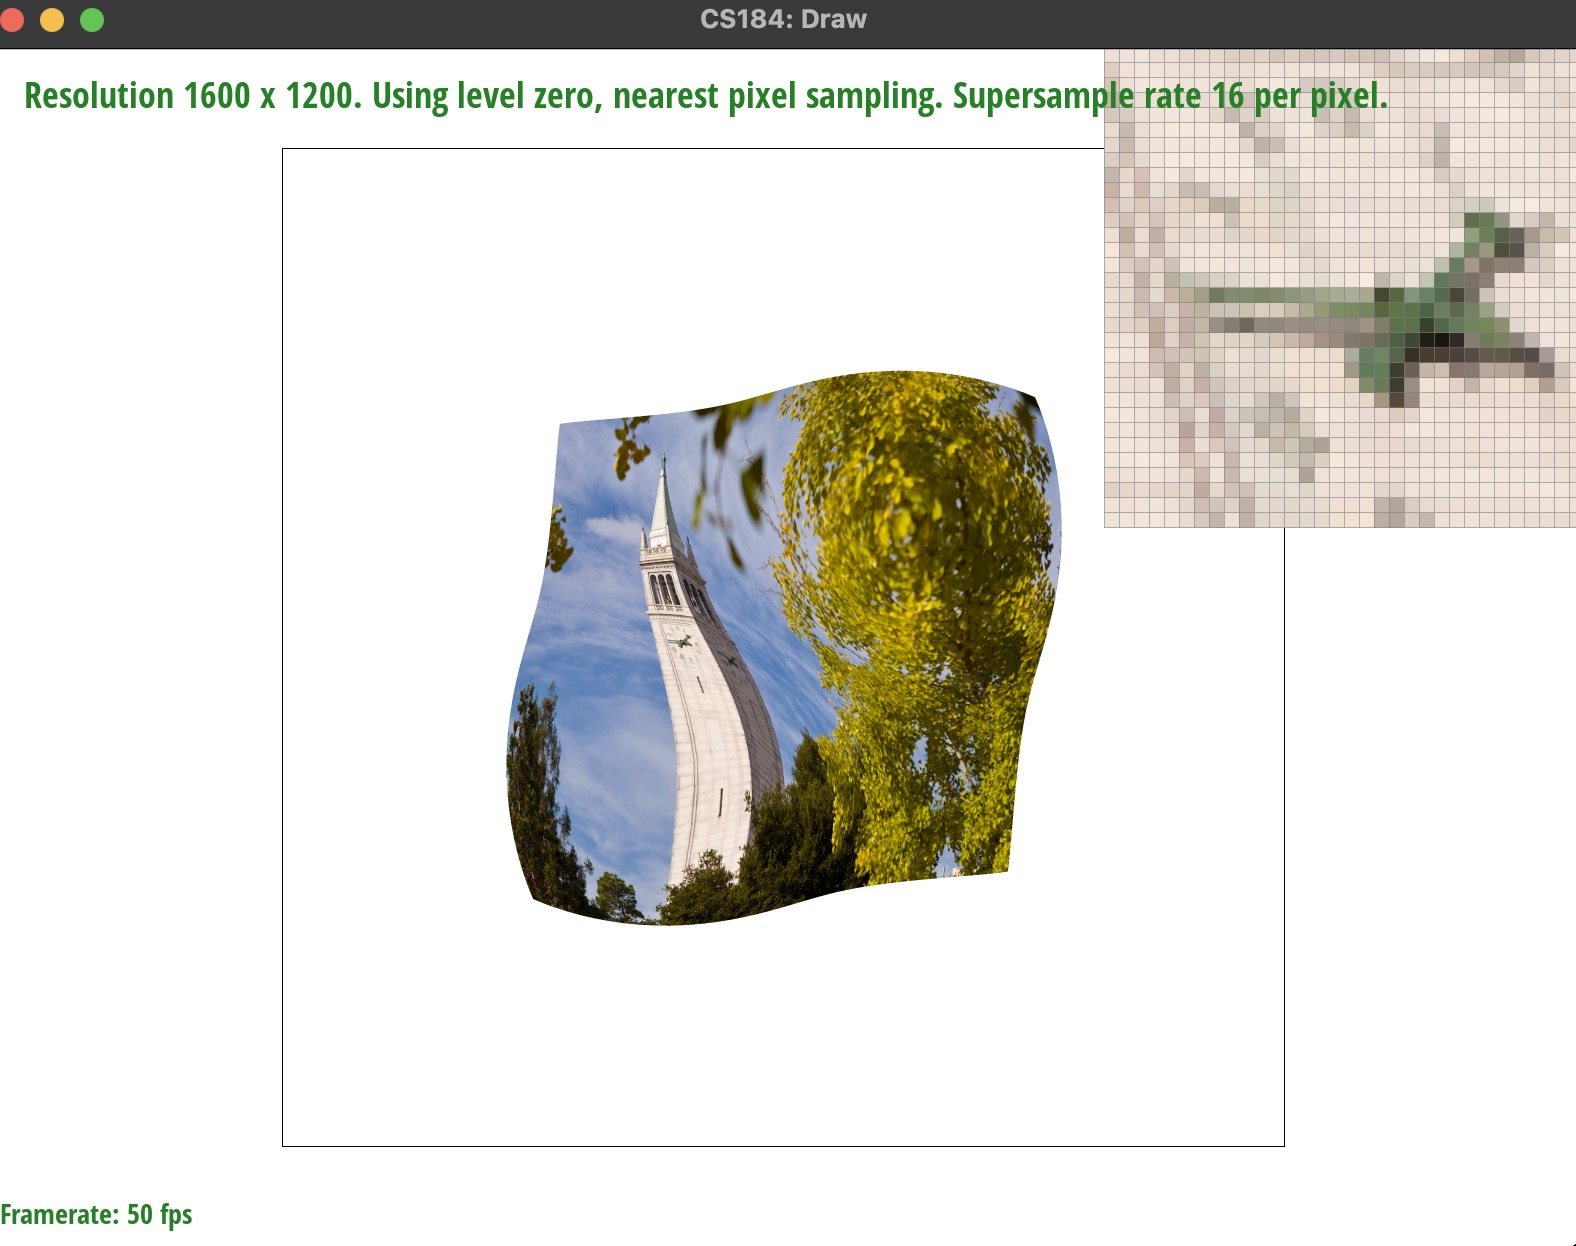 CS184: Draw
Resolution 1600 x 1200. Using level zero, nearest pixel sampling. Supersample rate 16 per pixel.
Framerate: 50 fps